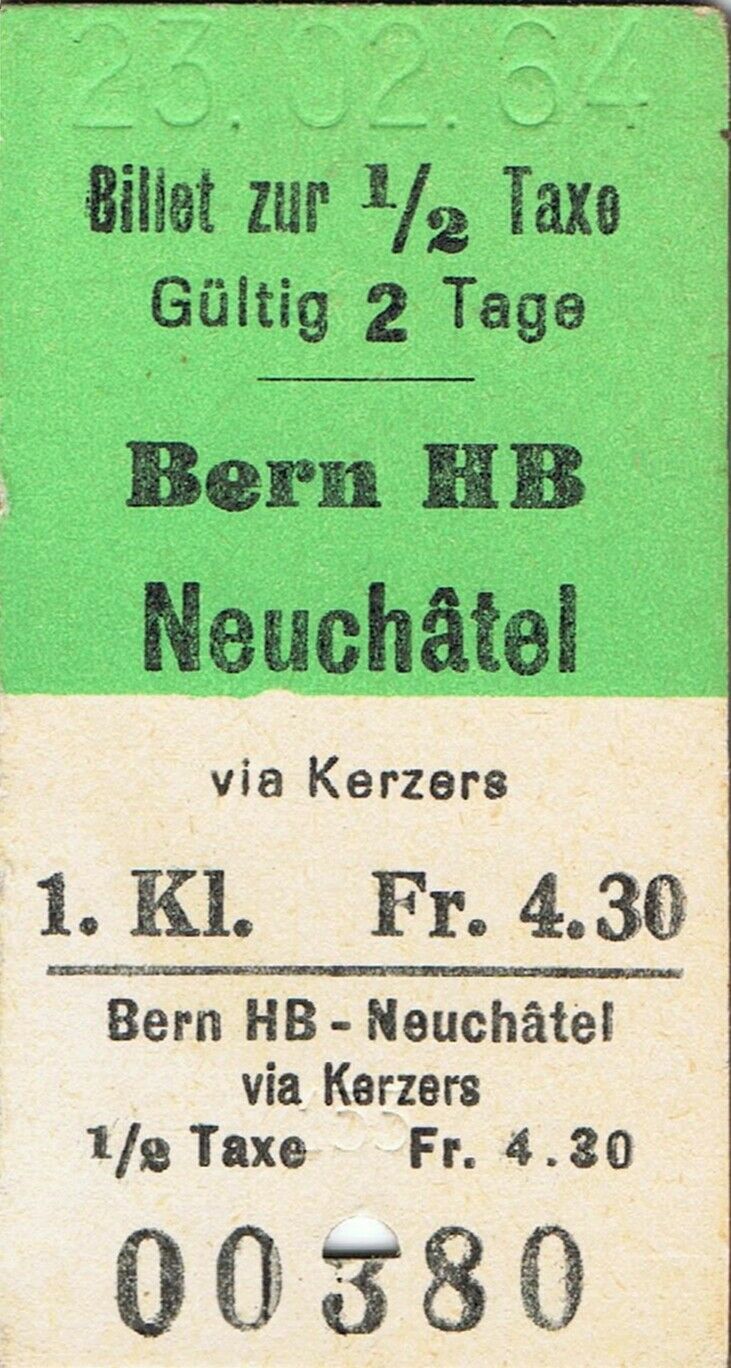 23.02.64
Billet zur 1/2 Taxe
Gültig 2 Tage
Bern HB
Neuchâtel
via Kerzers
1. Kl. Fr. 4.30
Bern HB - Neuchâtel
via Kerzers
1/2 Taxe Fr. 4.30
00380